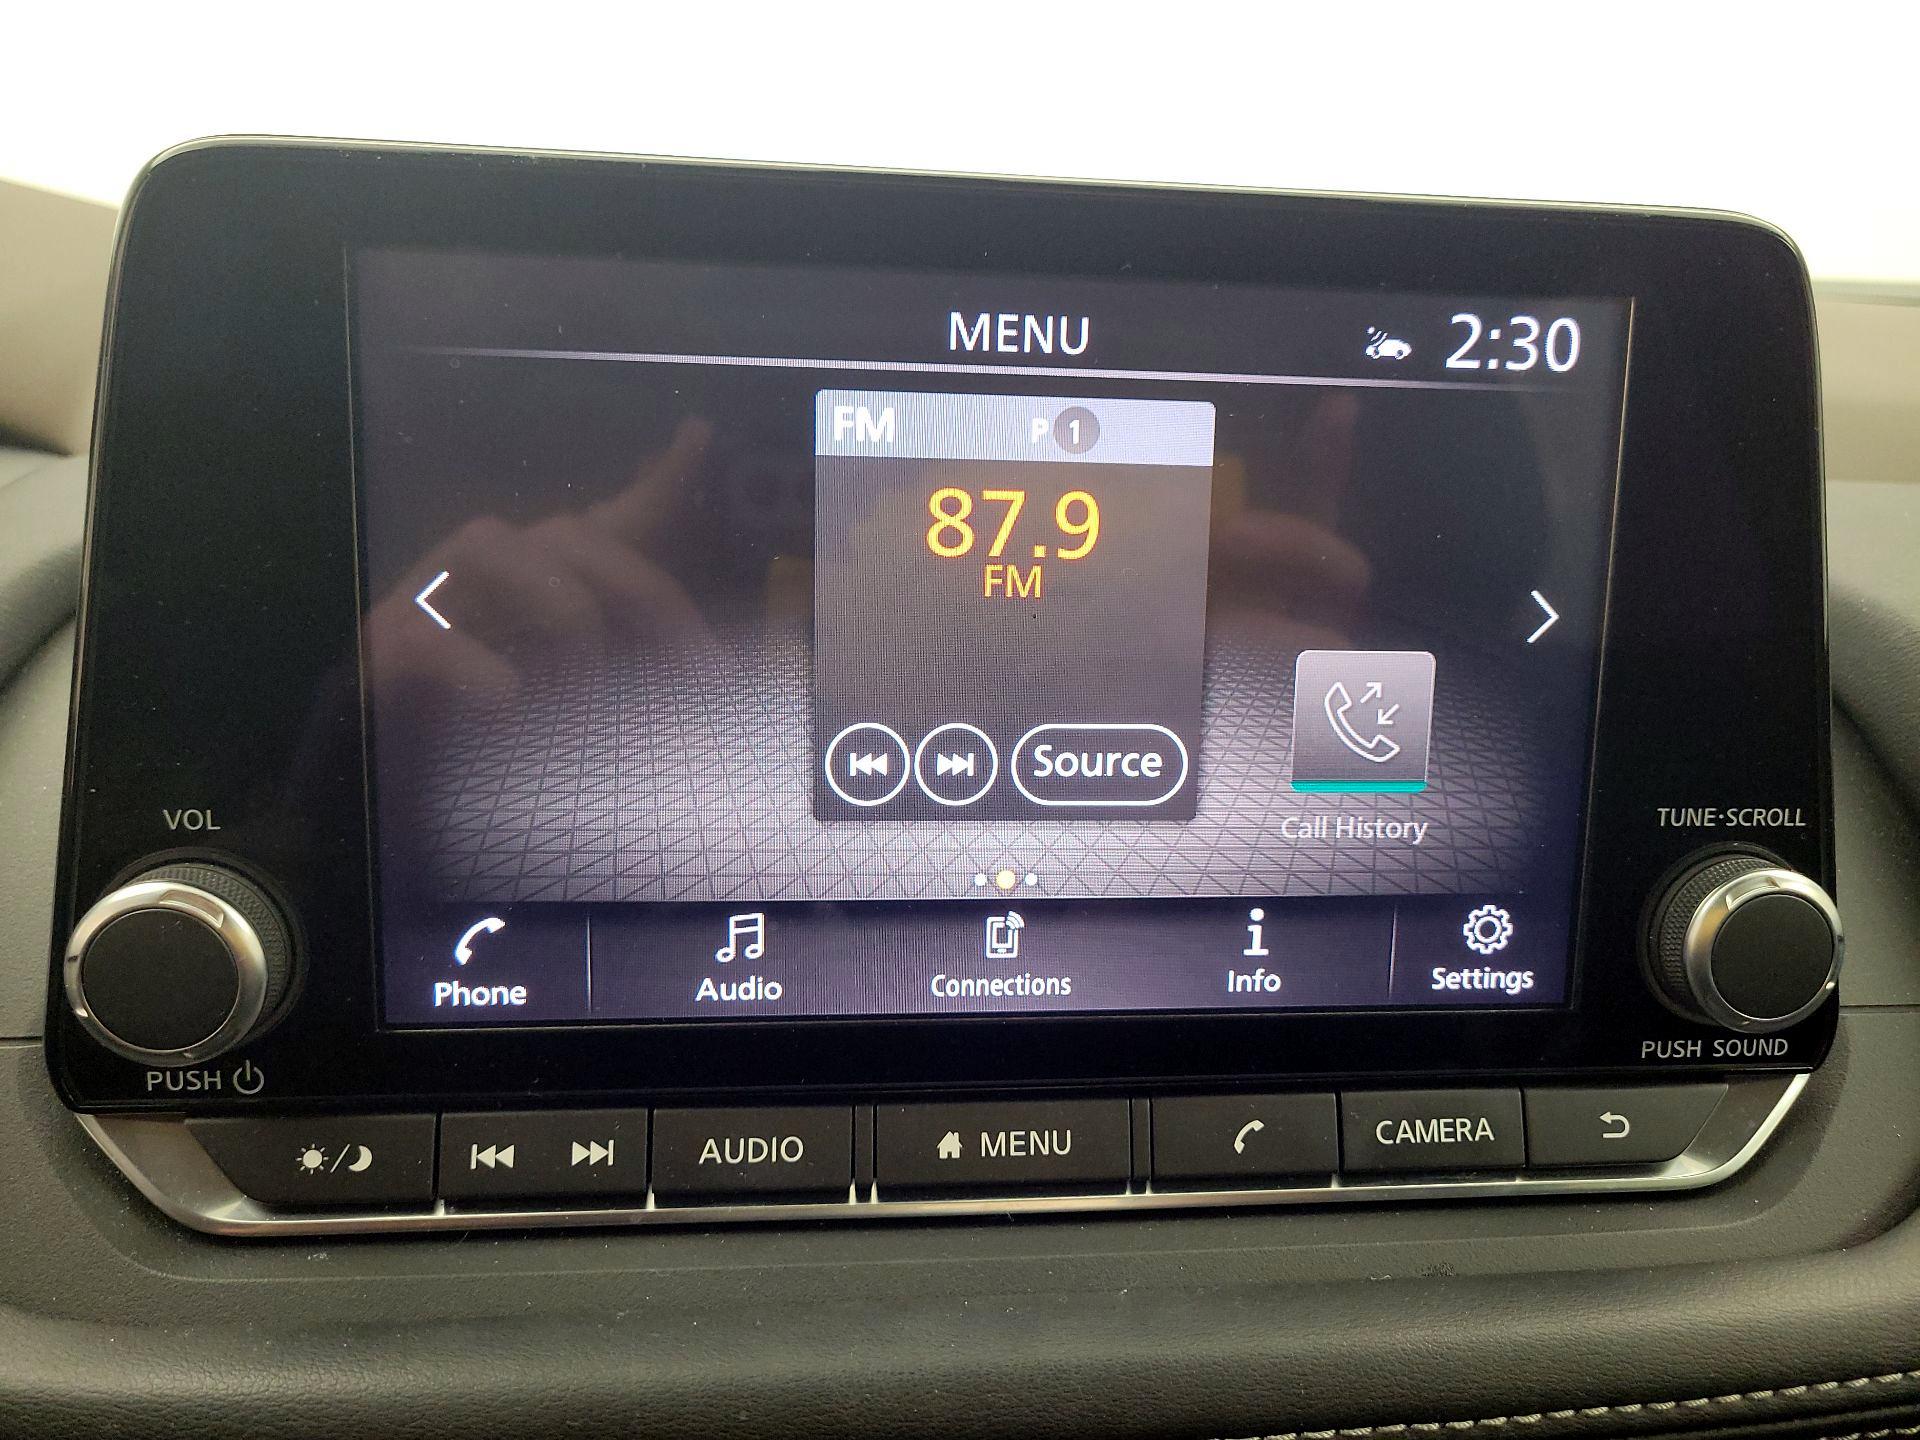 MENU
2:30
FM P 1
87.9
FM
Source
Call History
VOL
TUNE·SCROLL
Phone
Audio
Connections
Info
Settings
PUSH
PUSH SOUND
AUDIO
MENU
CAMERA